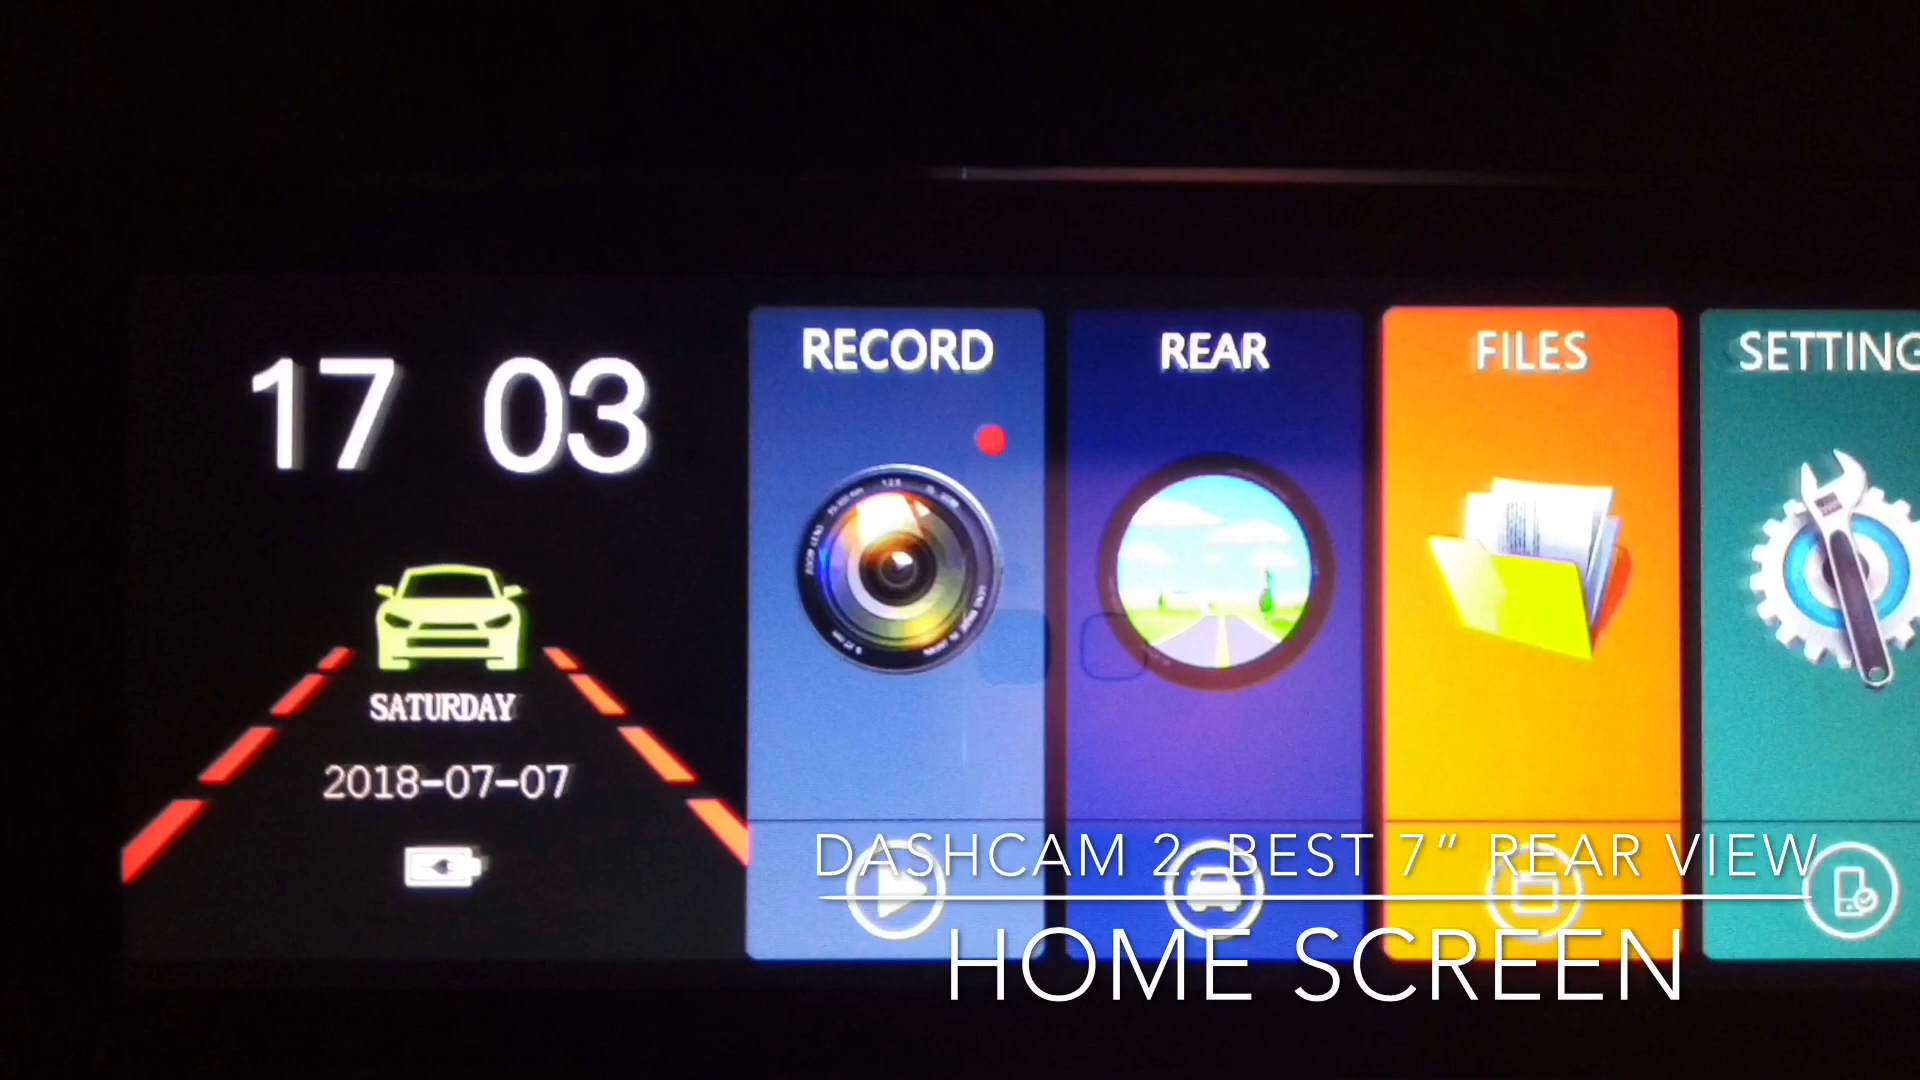 17 03
RECORD
REAR
FILES
SETTING
SATURDAY
2018-07-07
DASHCAM 2. BEST 7" REAR VIEW
HOME SCREEN